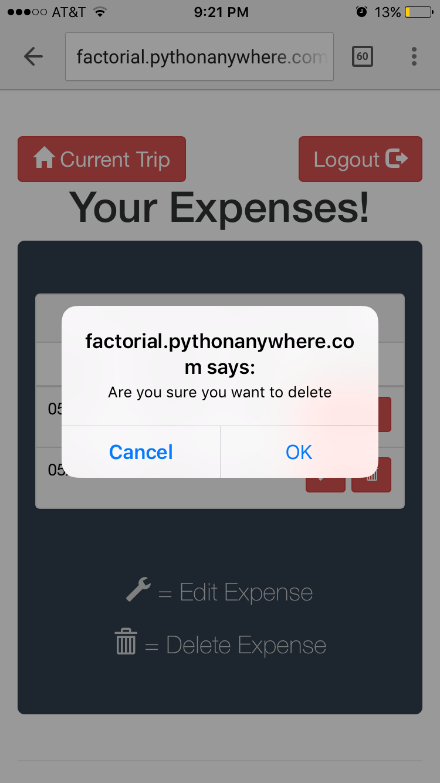 AT&T 9:21 PM 13%
factorial.pythonanywhere.com 60
Current Trip Logout
Your Expenses!
factorial.pythonanywhere.co
m says:
Are you sure you want to delete
05
Cancel OK
05
= Edit Expense
= Delete Expense